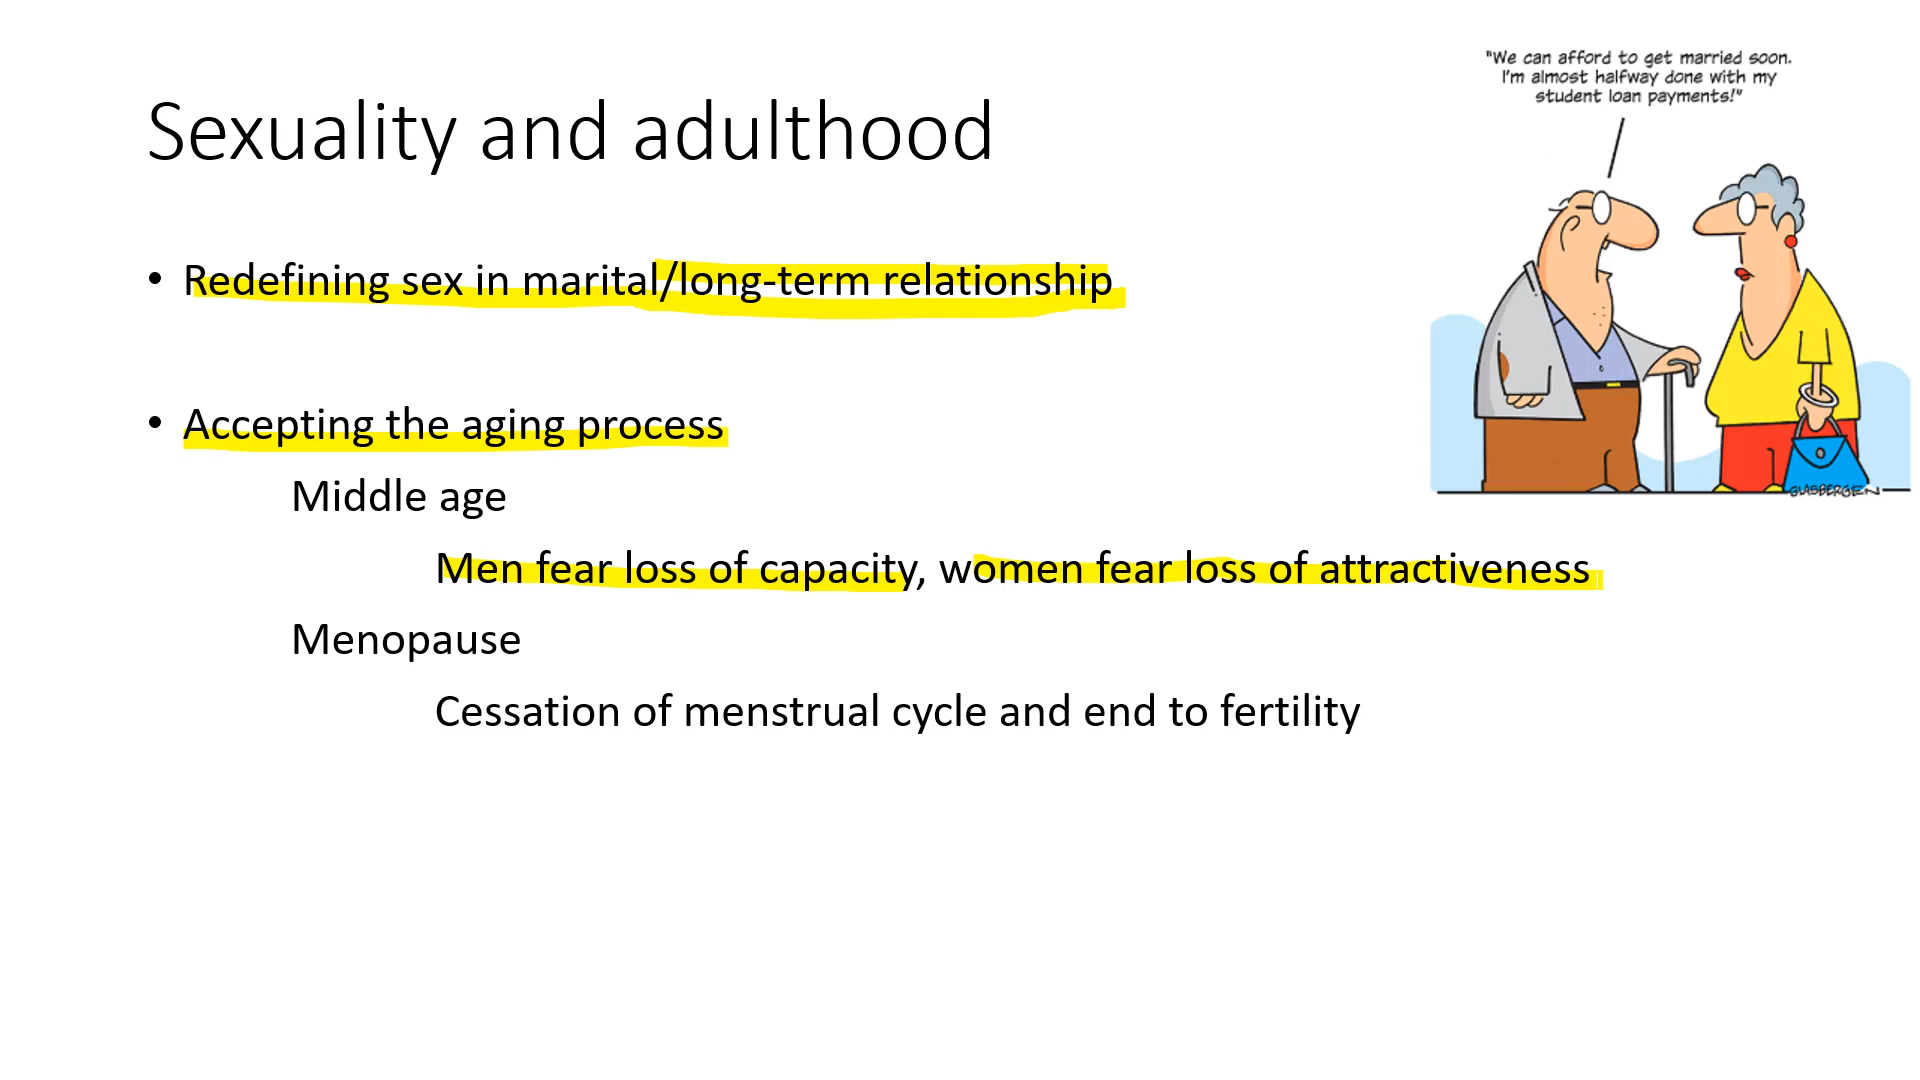 "We can afford to get married soon.
I'm almost halfway done with my
student loan payments!"
Sexuality and adulthood
• Redefining sex in marital/long-term relationship
• Accepting the aging process
Middle age
Men fear loss of capacity, women fear loss of attractiveness
Menopause
Cessation of menstrual cycle and end to fertility
GLASBERGEN